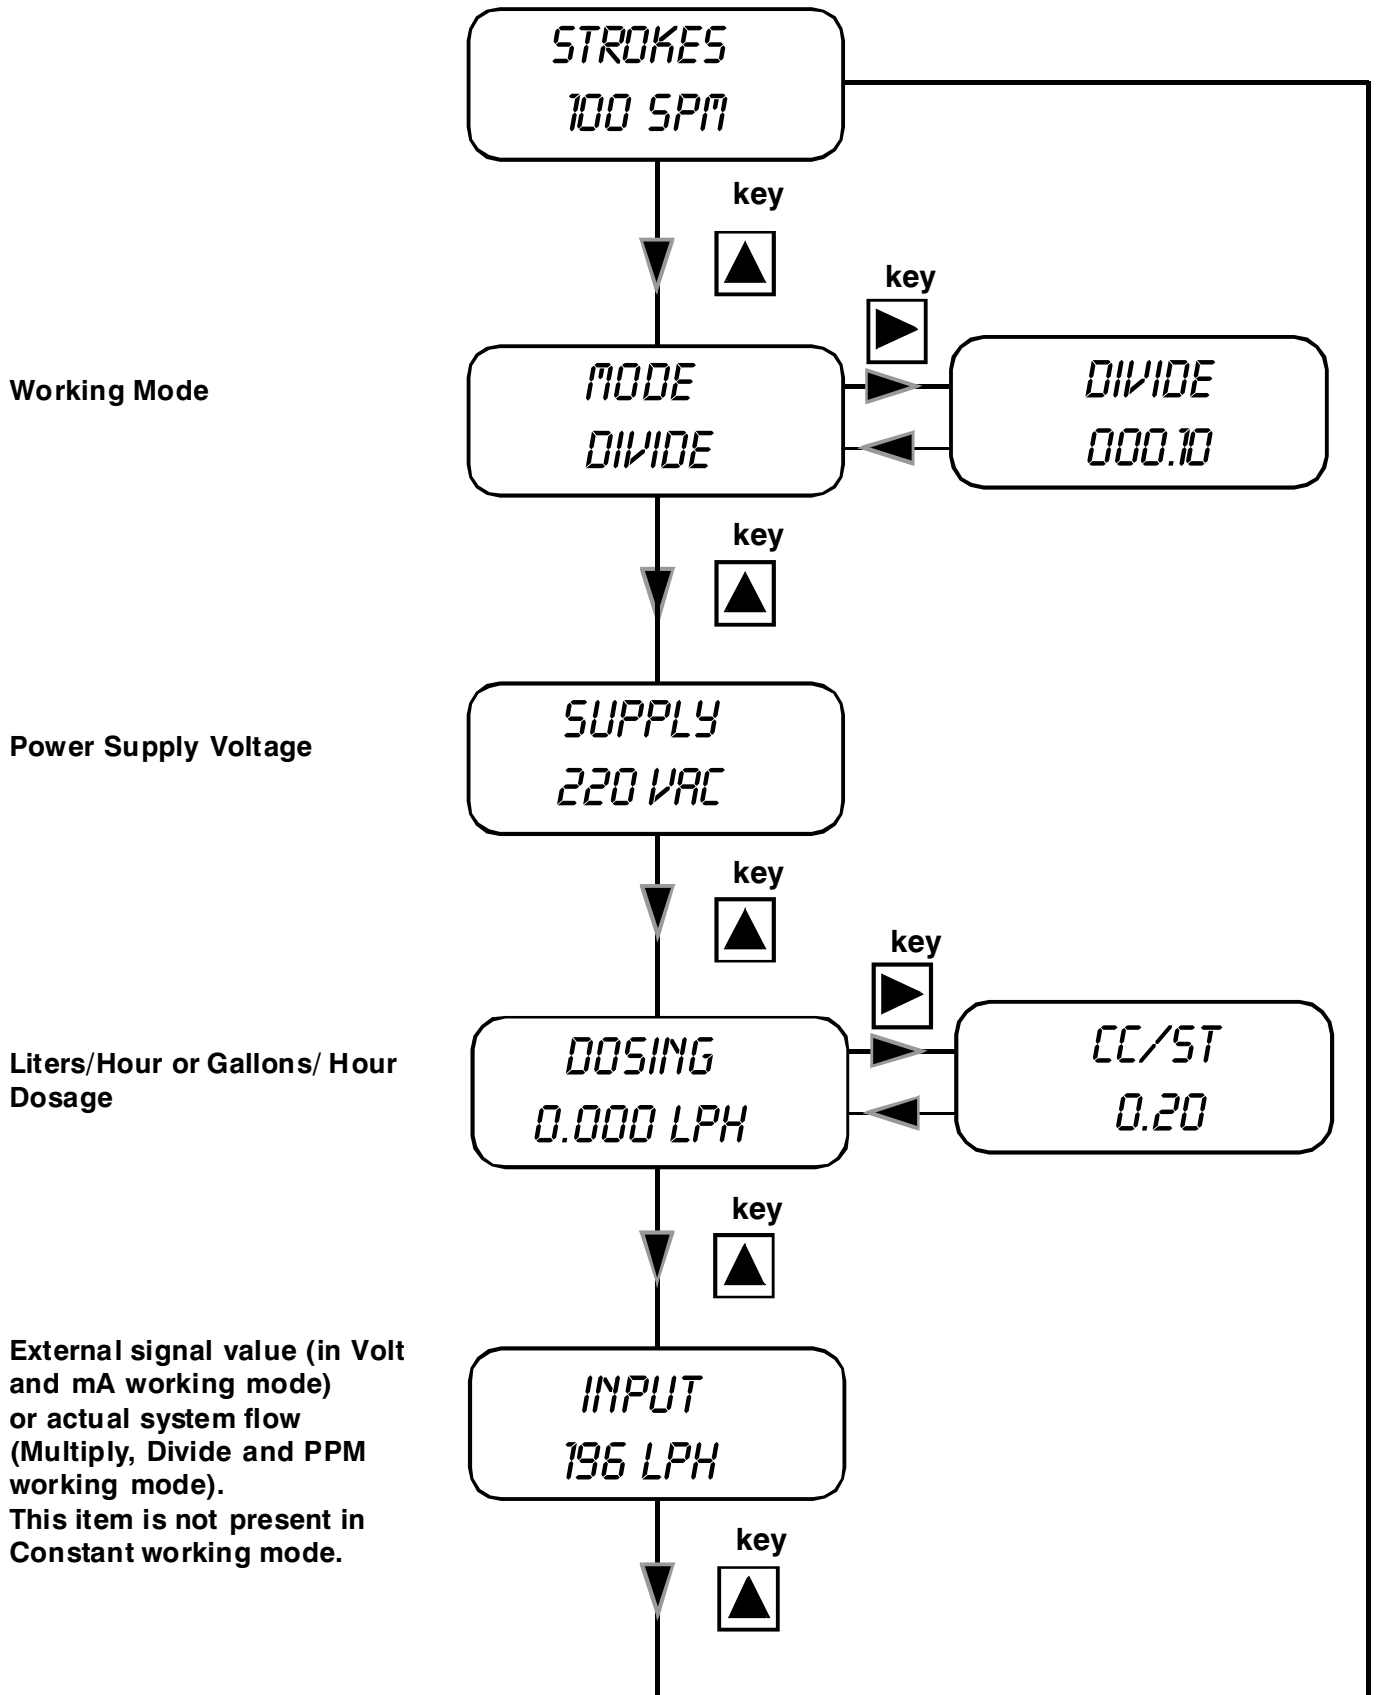 STROKES
100 SPM
key
key
Working Mode
MODE
DIVIDE
DIVIDE
000.10
key
Power Supply Voltage
SUPPLY
220 VAC
key
key
Liters/Hour or Gallons/ Hour
Dosage
DOSING
0.000 LPH
CC/ST
0.20
key
External signal value (in Volt
and mA working mode)
or actual system flow
(Multiply, Divide and PPM
working mode).
This item is not present in
Constant working mode.
INPUT
196 LPH
key